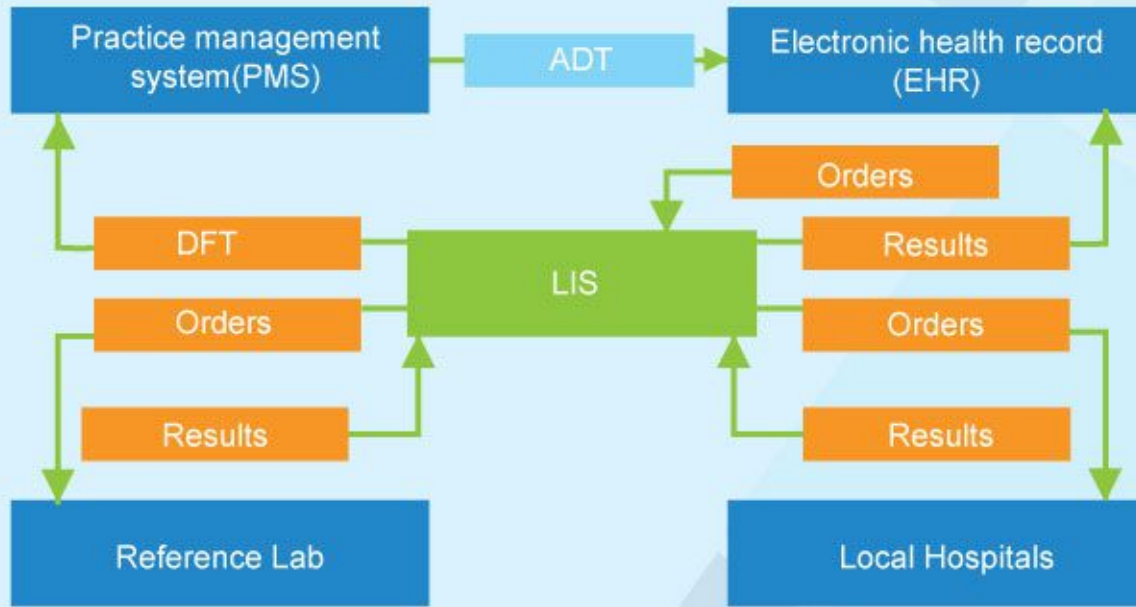 Practice management
system(PMS)
ADT
Electronic health record
(EHR)
Orders
DFT
Results
LIS
Orders
Orders
Results
Results
Reference Lab
Local Hospitals